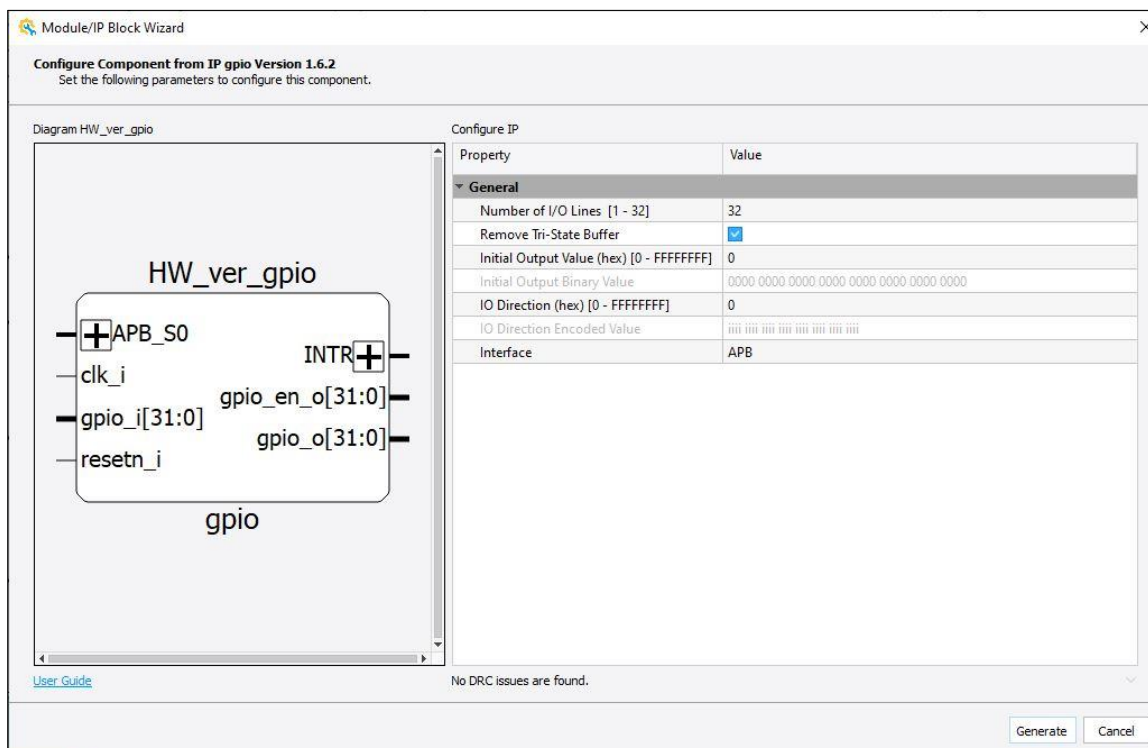 Module/IP Block Wizard
Configure Component from IP gpio Version 1.6.2
Set the following parameters to configure this component.
Diagram HW_ver_gpio
HW_ver_gpio
APB_S0
clk_i
gpio_i[31:0]
resetn_i
INTR
gpio_en_o[31:0]
gpio_o[31:0]
gpio
User Guide
Configure IP
Property Value
General
Number of I/O Lines [1 - 32] 32
Remove Tri-State Buffer
Initial Output Value (hex) [0 - FFFFFFFF] 0
Initial Output Binary Value 0000 0000 0000 0000 0000 0000 0000 0000
IO Direction (hex) [0 - FFFFFFFF] 0
IO Direction Encoded Value iiii iiii iiii iiii iiii iiii iiii iiii
Interface APB
No DRC issues are found.
Generate Cancel